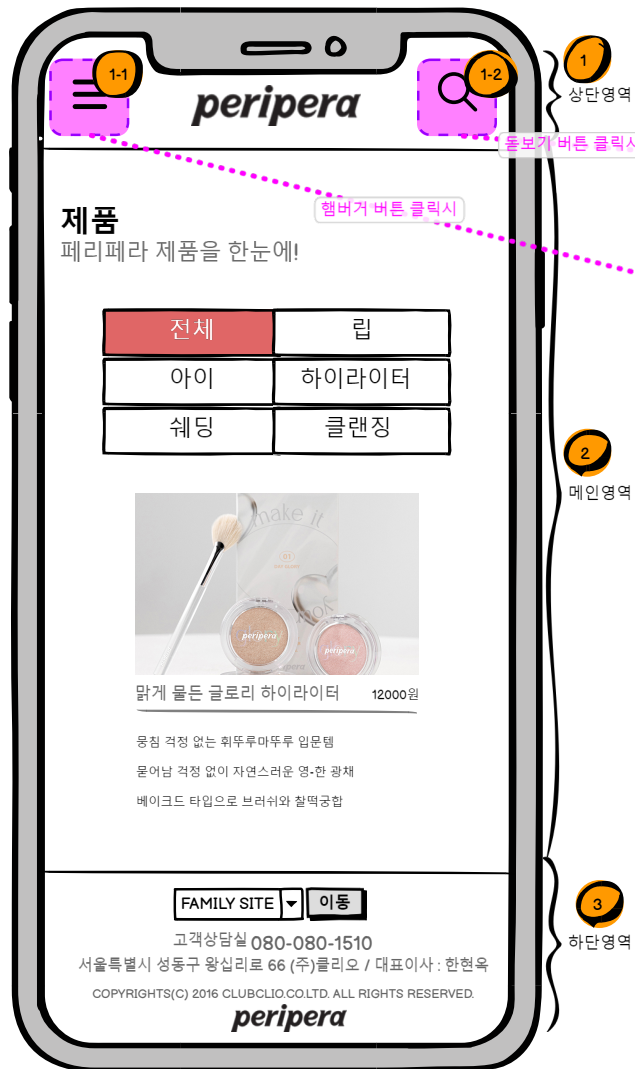 1-1
1-2
1
상단영역
peripera
돋보기 버튼 클릭시
햄버거 버튼 클릭시
제품
페리페라 제품을 한눈에!
전체
립
아이
하이라이터
쉐딩
클랜징
2
메인영역
make it
01
look
peripera
peripera
peripera
맑게 물든 글로리 하이라이터
12000원
뭉침 걱정 없는 휘뚜루마뚜루 입문템
묻어남 걱정 없이 자연스러운 영-한 광채
베이크드 타입으로 브러쉬와 찰떡궁합
FAMILY SITE
이동
3
하단영역
고객상담실 080-080-1510
서울특별시 성동구 왕십리로 66 (주)클리오 / 대표이사 : 한현옥
COPYRIGHTS(C) 2016 CLUBCLIO.CO.LTD. ALL RIGHTS RESERVED.
peripera